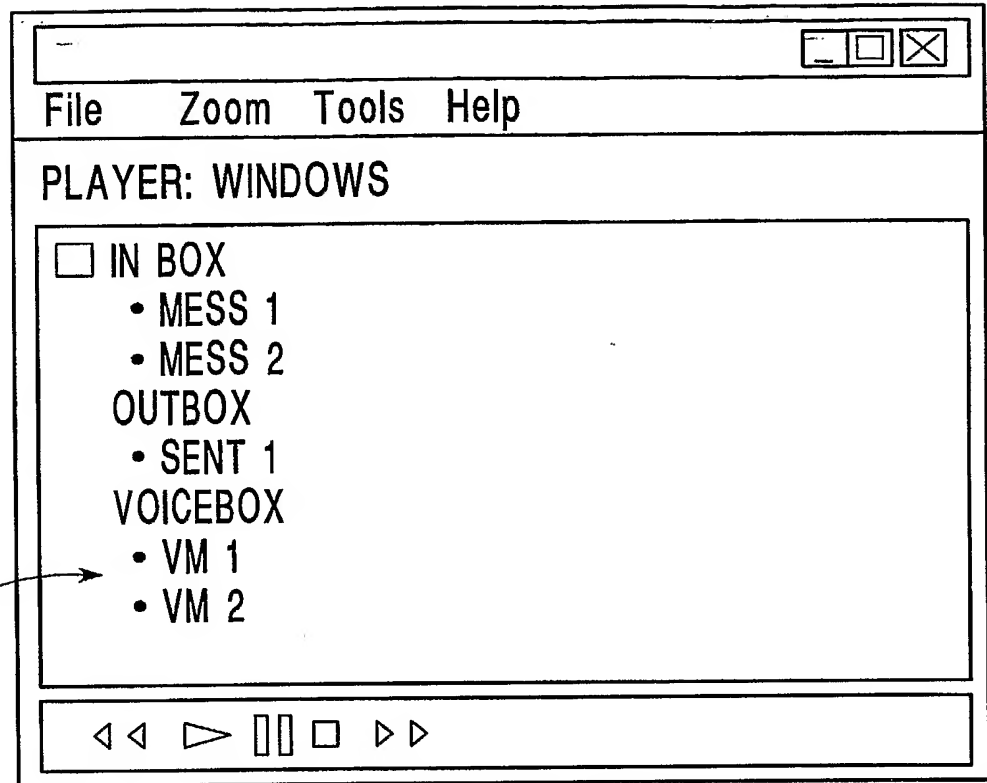 File Zoom Tools Help
PLAYER: WINDOWS
IN BOX
• MESS 1
• MESS 2
OUTBOX
• SENT 1
VOICEBOX
• VM 1
• VM 2